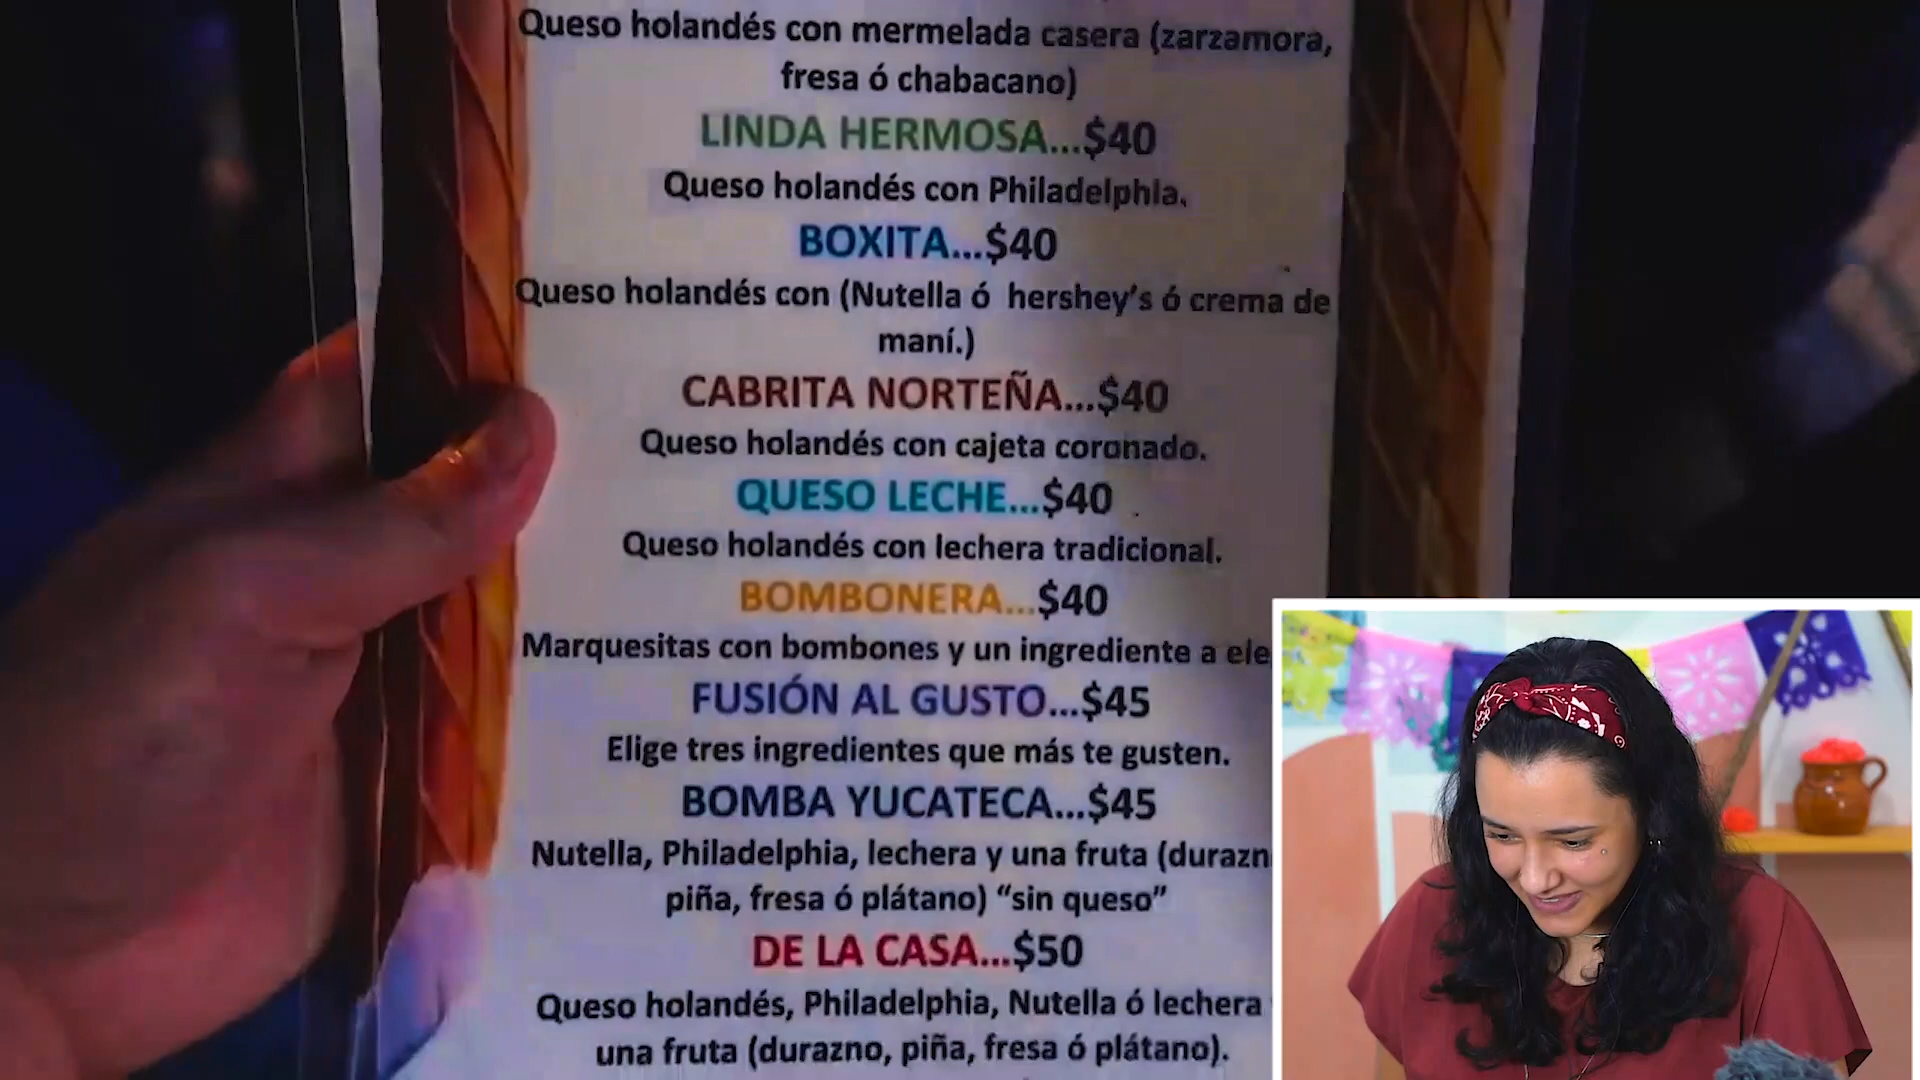 Queso holandés con mermelada casera (zarzamora,
fresa ó chabacano)
LINDA HERMOSA...$40
Queso holandés con Philadelphia.
BOXITA...$40
Queso holandés con (Nutella ó hershey's ó crema de
maní.)
CABRITA NORTEÑA...$40
Queso holandés con cajeta coronado.
QUESO LECHE...$40
Queso holandés con lechera tradicional.
BOMBONERA...$40
Marquesitas con bombones y un ingrediente a ele
FUSIÓN AL GUSTO...$45
Elige tres ingredientes que más te gusten.
BOMBA YUCATECA...$45
Nutella, Philadelphia, lechera y una fruta (durazn
piña, fresa ó plátano) “sin queso”
DE LA CASA...$50
Queso holandés, Philadelphia, Nutella ó lechera
una fruta (durazno, piña, fresa ó plátano).